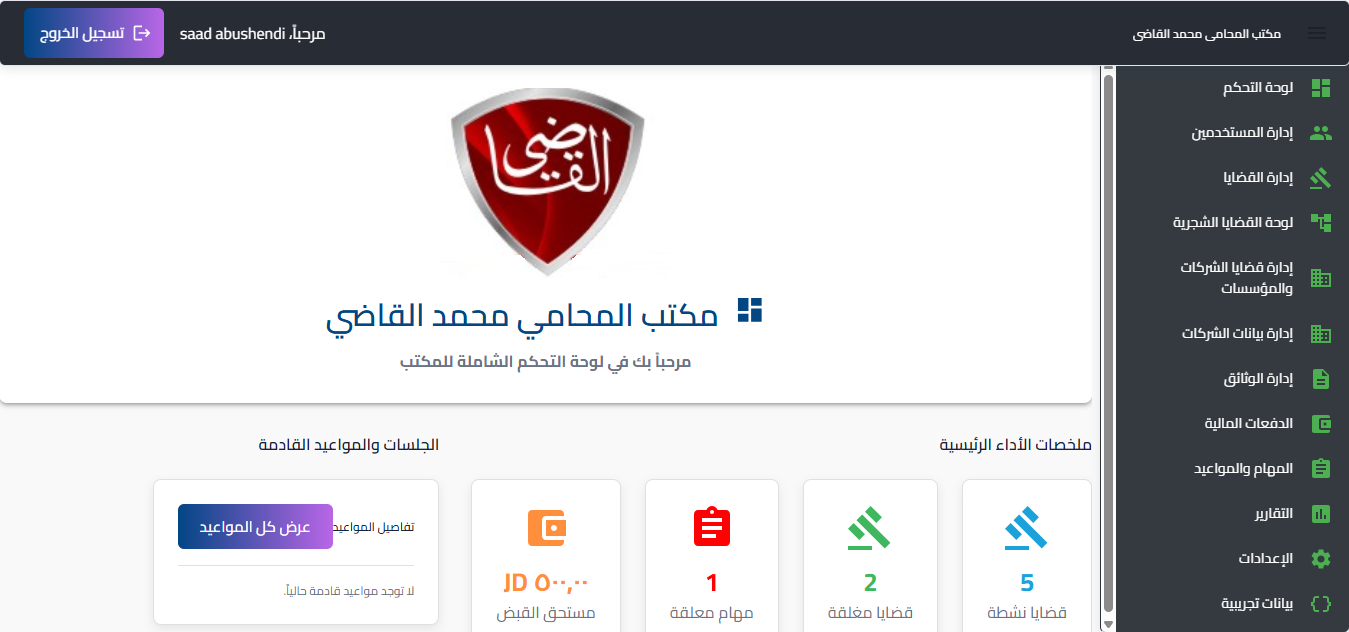 مكتب المحامي محمد القاضي
مرحباً، saad abushendi
تسجيل الخروج
لوحة التحكم
إدارة المستخدمين
إدارة القضايا
لوحة القضايا الشجرية
إدارة قضايا الشركات
والمؤسسات
إدارة بيانات الشركات
إدارة الوثائق
الدفعات المالية
المهام والمواعيد
التقارير
الإعدادات
بيانات تجريبية
القاضي
مكتب المحامي محمد القاضي
مرحباً بك في لوحة التحكم الشاملة للمكتب
ملخصات الأداء الرئيسية
5
قضايا نشطة
2
قضايا مغلقة
1
مهام معلقة
JD ٥٠٠,٠٠
مستحق القبض
الجلسات والمواعيد القادمة
تفاصيل المواعيد
عرض كل المواعيد
لا توجد مواعيد قادمة حالياً.